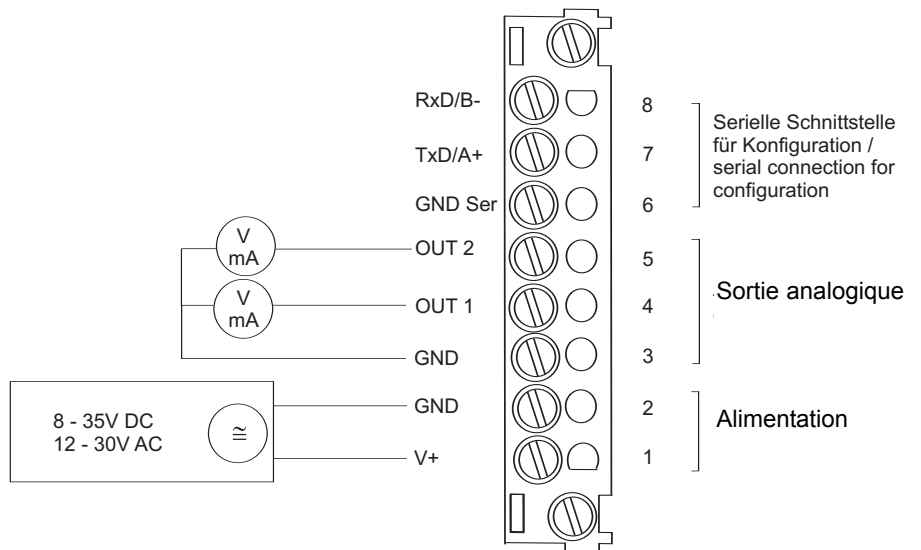 RxD/B-
8
TxD/A+
7
GND Ser
6
Serielle Schnittstelle
für Konfiguration /
serial connection for
configuration
V
mA
OUT 2
5
V
mA
OUT 1
4
GND
3
Sortie analogique
8 - 35V DC
12 - 30V AC
≅
GND
2
V+
1
Alimentation